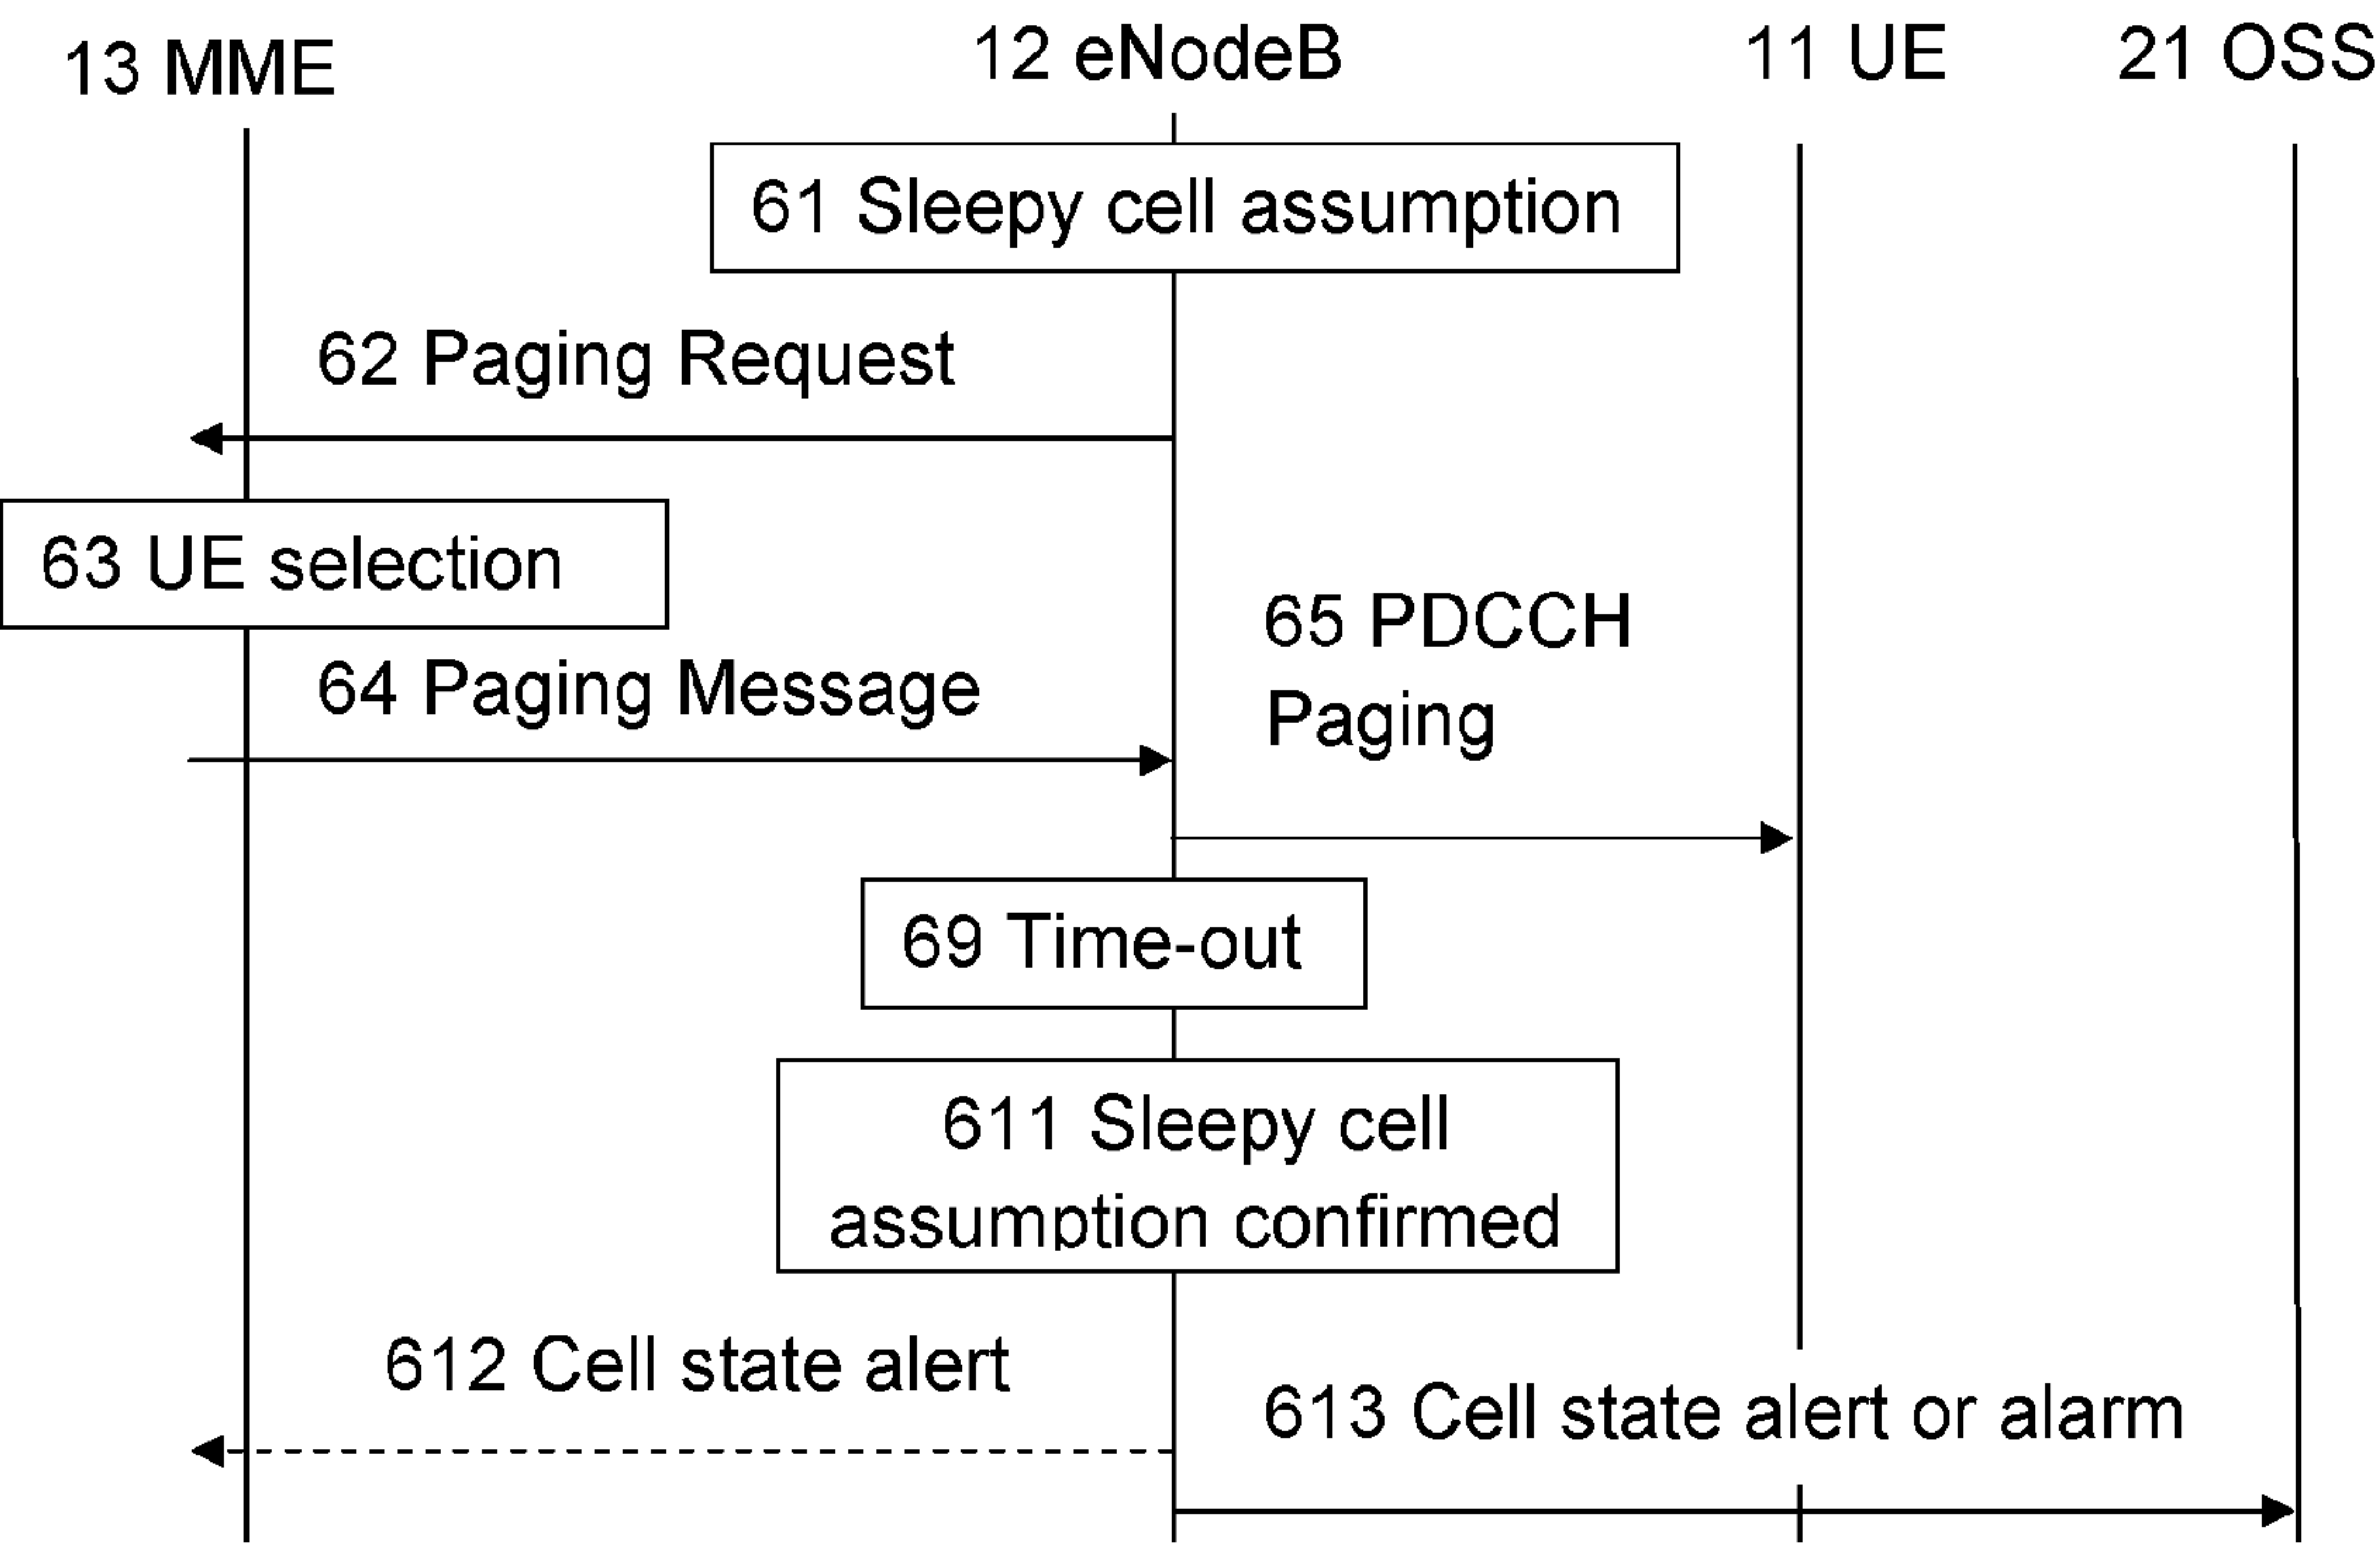 13 MME
12 eNodeB
11 UE
21 OSS
61 Sleepy cell assumption
62 Paging Request
63 UE selection
64 Paging Message
65 PDCCH
Paging
69 Time-out
611 Sleepy cell
assumption confirmed
612 Cell state alert
613 Cell state alert or alarm